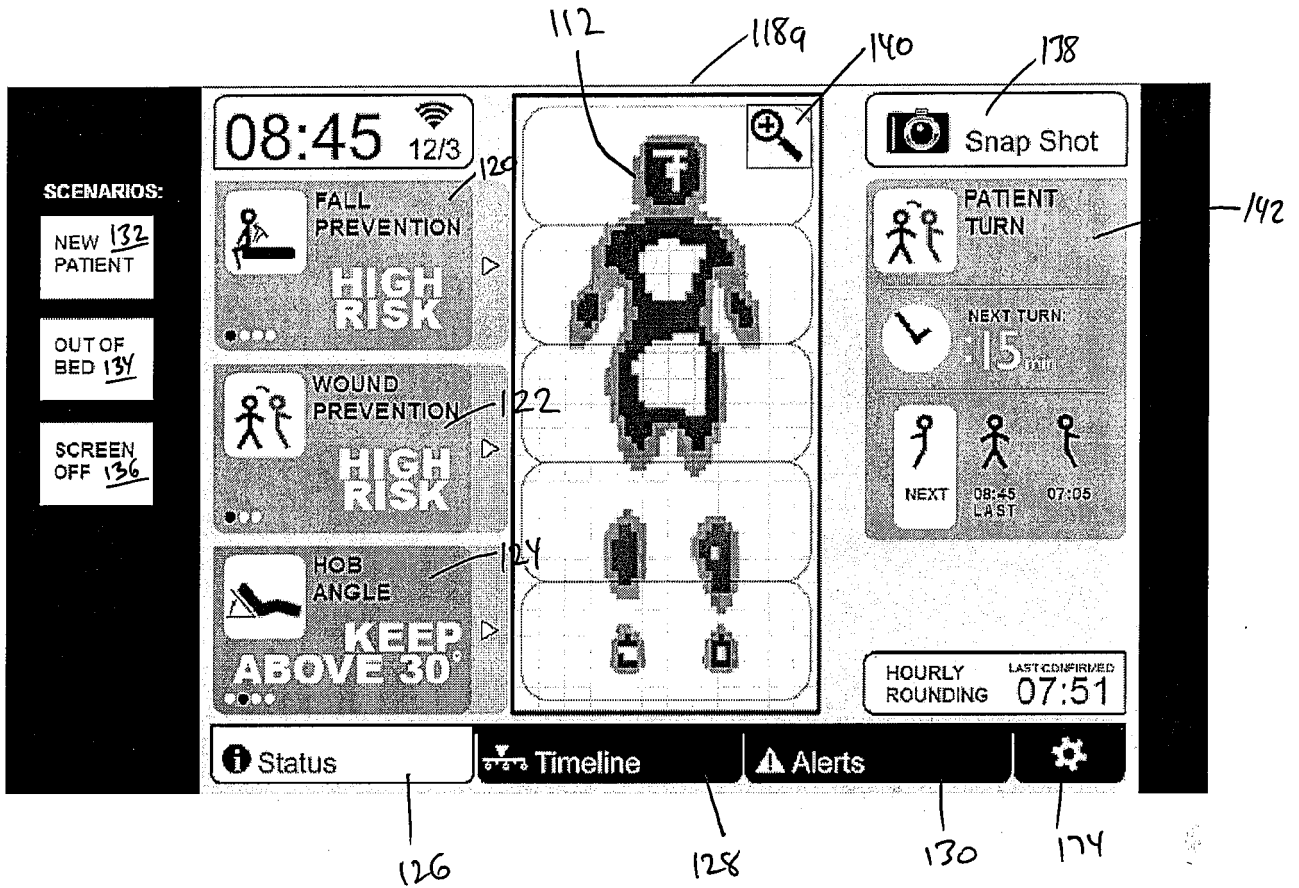 112
118a
140
138
08:45
12/3
Snap Shot
SCENARIOS:
NEW 132
PATIENT
OUT OF
BED 134
SCREEN
OFF 136
120
FALL
PREVENTION
HIGH
RISK
122
WOUND
PREVENTION
HIGH
RISK
124
HOB
ANGLE
KEEP
ABOVE 30°
142
PATIENT
TURN
NEXT TURN:
:15 min
NEXT
08:45
LAST
07:05
HOURLY
ROUNDING
LAST CONFIRMED
07:51
Status
Timeline
Alerts
126
128
130
174